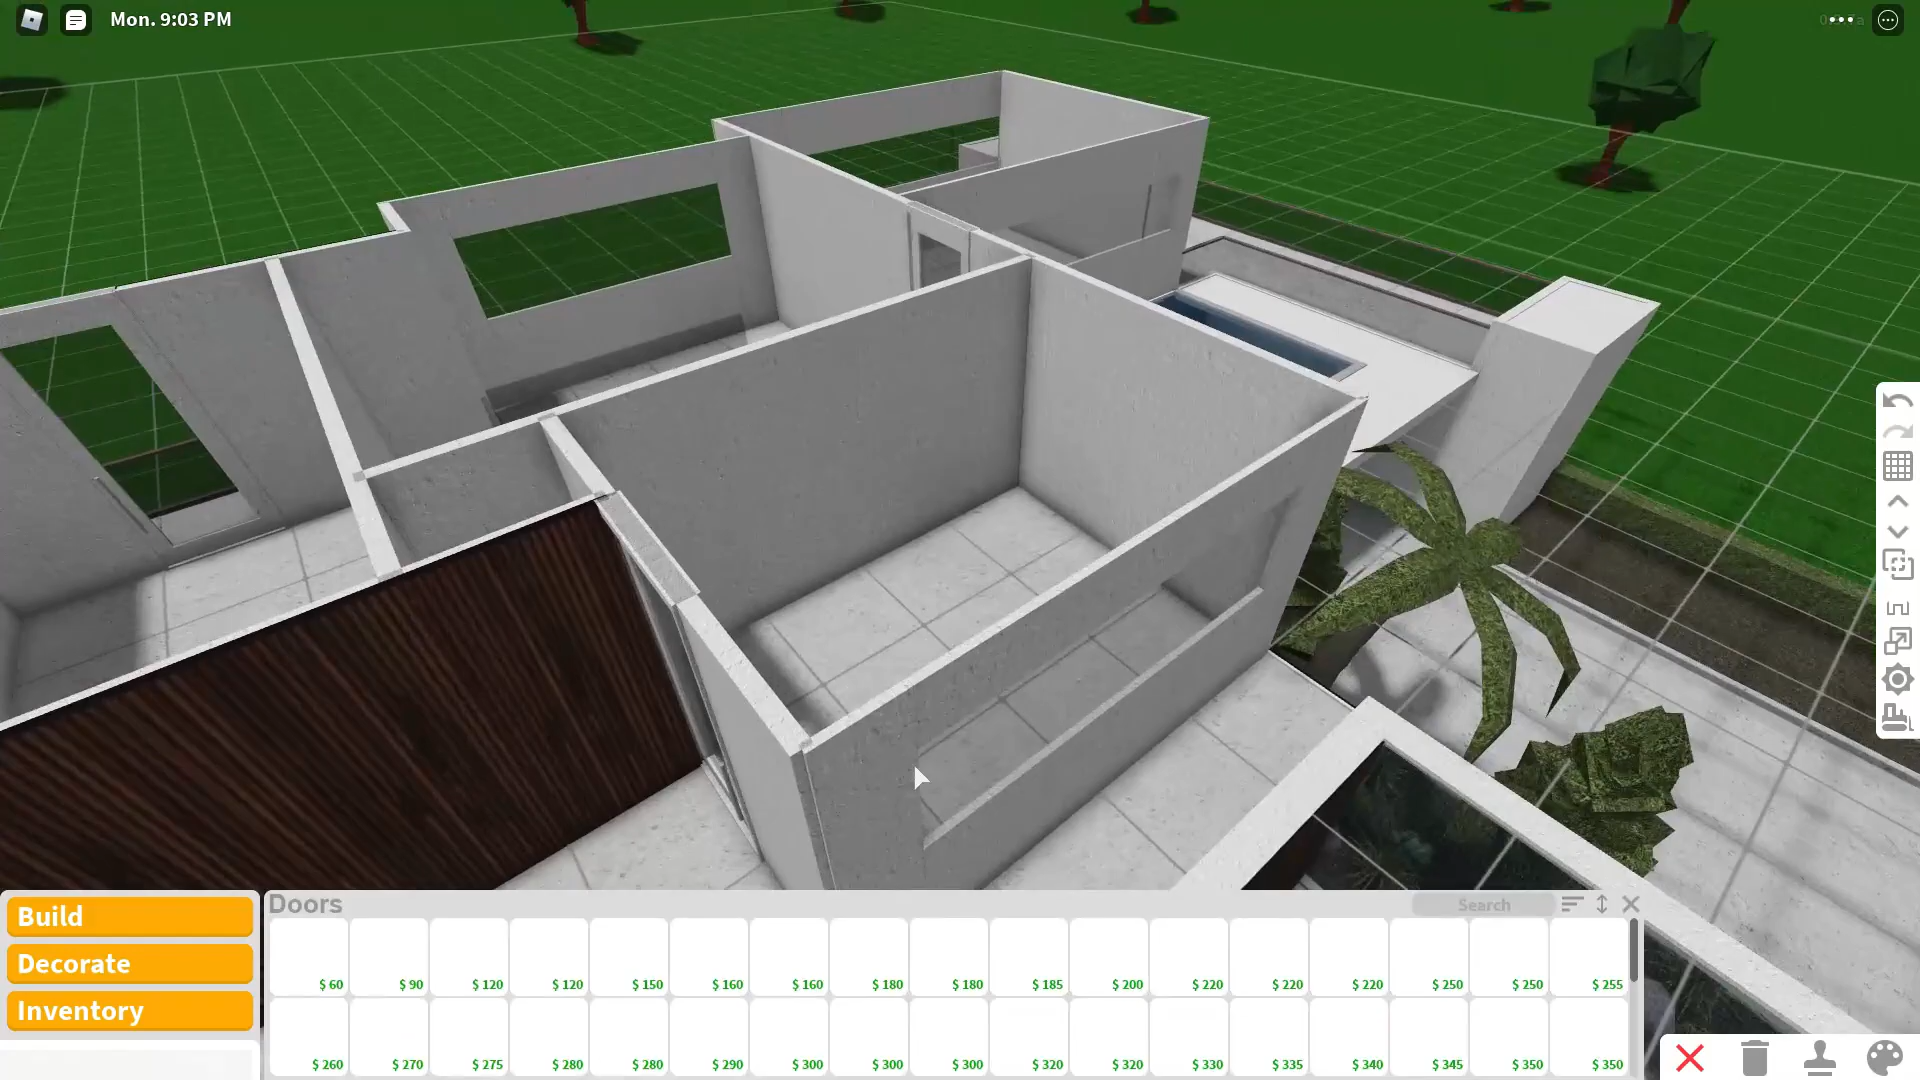 Mon. 9:03 PM
Build
Decorate
Inventory
Doors
Search
$ 60 $ 90 $ 120 $ 120 $ 150 $ 160 $ 160 $ 180 $ 180 $ 185 $ 200 $ 220 $ 220 $ 220 $ 250 $ 250 $ 255
$ 260 $ 270 $ 275 $ 280 $ 280 $ 290 $ 300 $ 300 $ 300 $ 320 $ 320 $ 330 $ 335 $ 340 $ 345 $ 350 $ 350